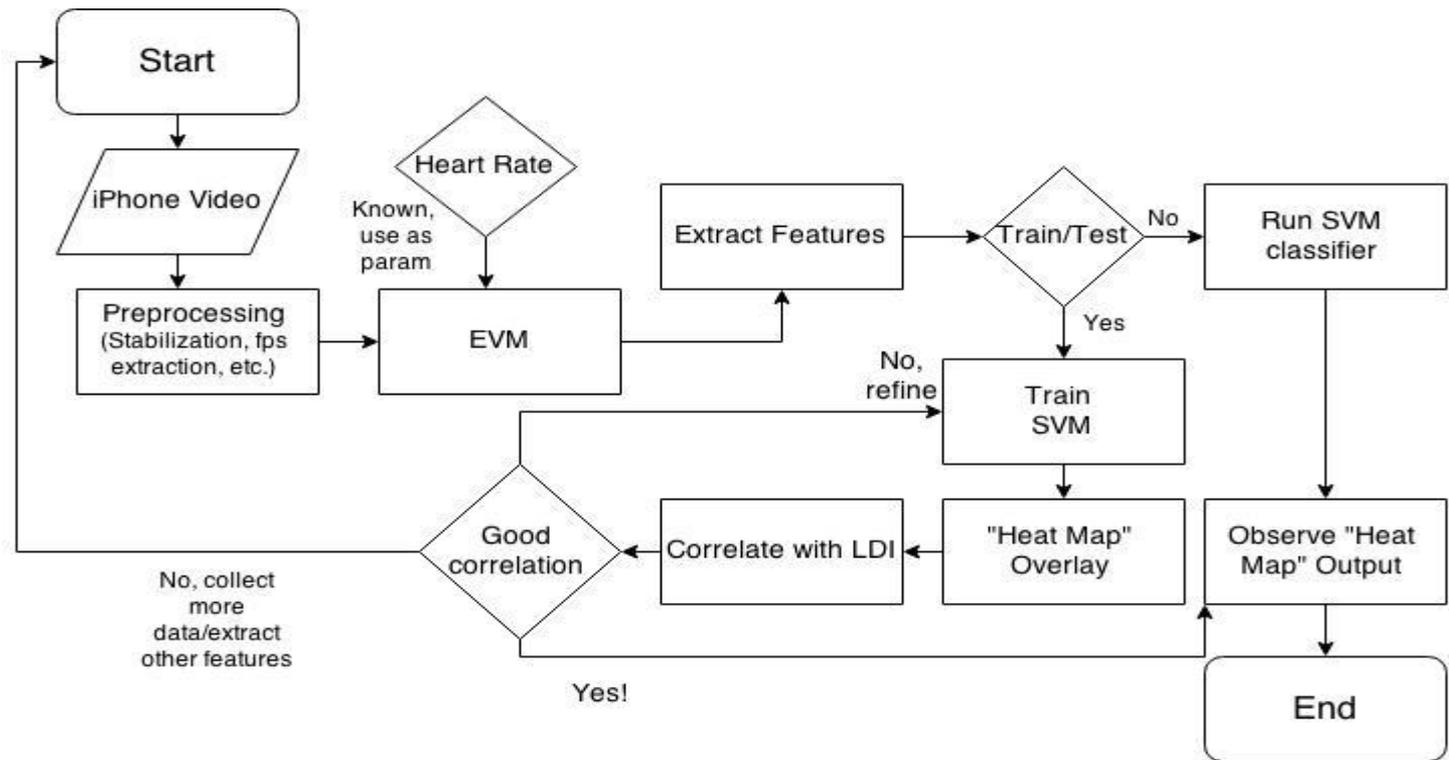 Start
iPhone Video
Preprocessing
(Stabilization, fps
extraction, etc.)
Heart Rate
Known,
use as
param
EVM
Extract Features
Train/Test
No
Run SVM
classifier
Yes
No,
refine
Train
SVM
Good
correlation
Correlate with LDI
"Heat Map"
Overlay
Observe "Heat
Map" Output
No, collect
more
data/extract
other features
Yes!
End